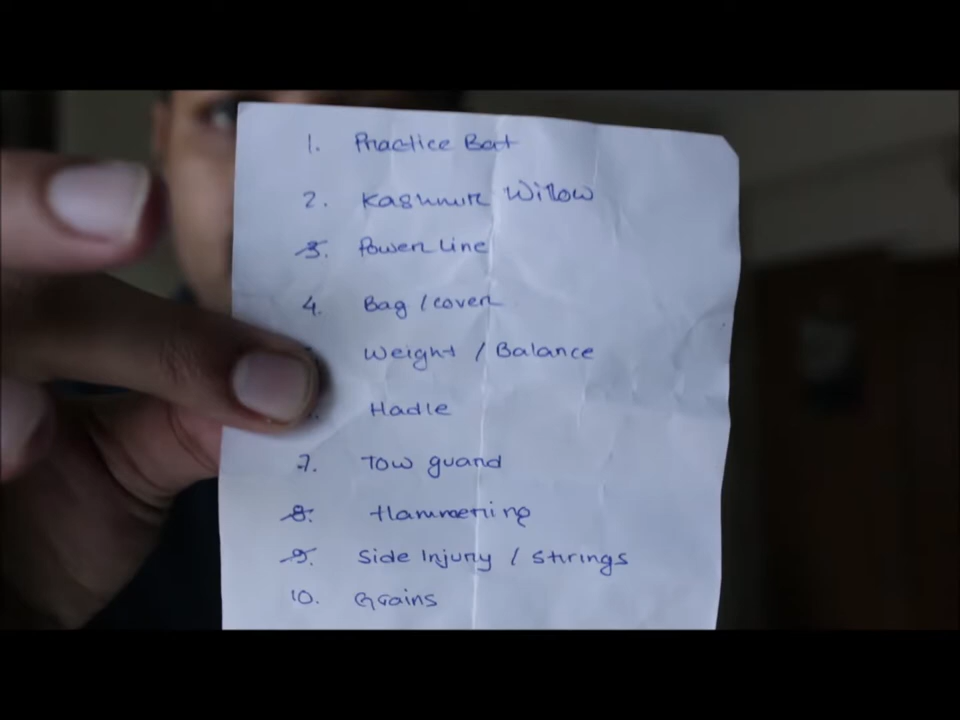 1. Practice Bat
2. Kashmir Willow
3. Power Line
4. Bag / cover
Weight / Balance
Hadle
7. Tow guard
8. Hammering
9. Side Injury / Strings
10. Grains